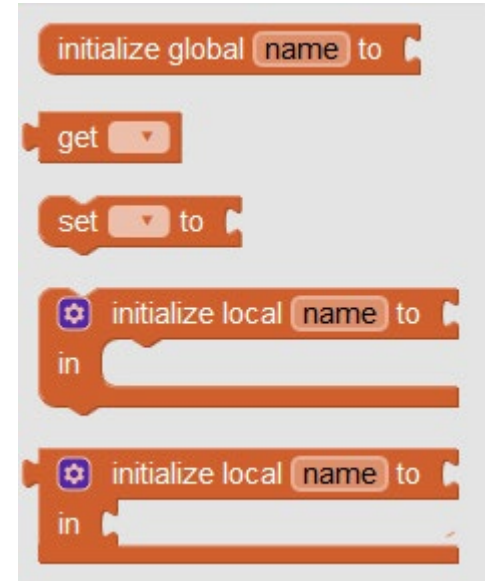 initialize global name to
get
set to
initialize local name to
in
initialize local name to
in